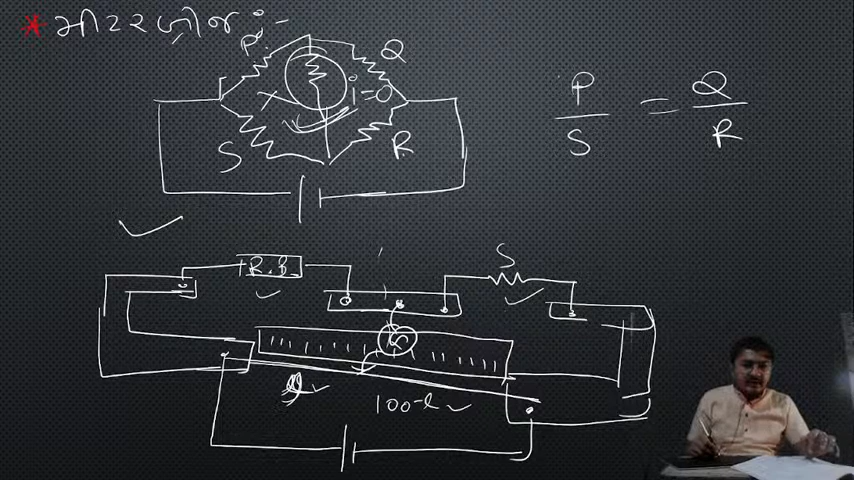 * મીટરબ્રીજ :-
P Q
i=0
S R
P/S = Q/R
R.B. S
G
l 100-l